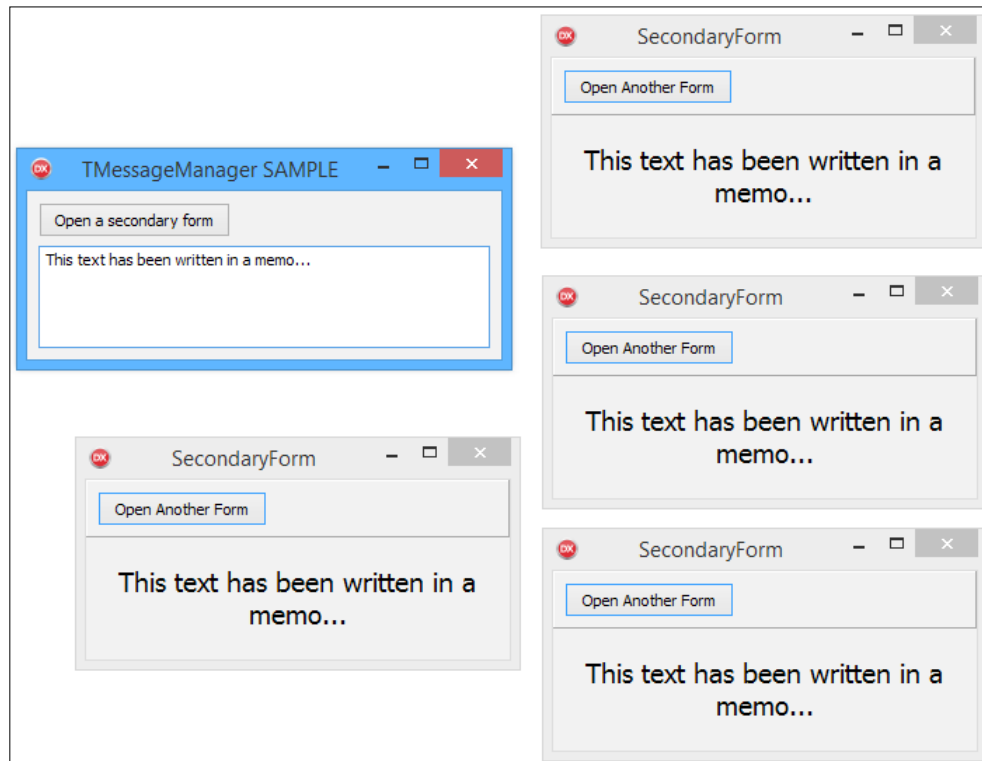 TMessageManager SAMPLE
Open a secondary form
This text has been written in a memo...
SecondaryForm
Open Another Form
This text has been written in a
memo...
SecondaryForm
Open Another Form
This text has been written in a
memo...
SecondaryForm
Open Another Form
This text has been written in a
memo...
SecondaryForm
Open Another Form
This text has been written in a
memo...